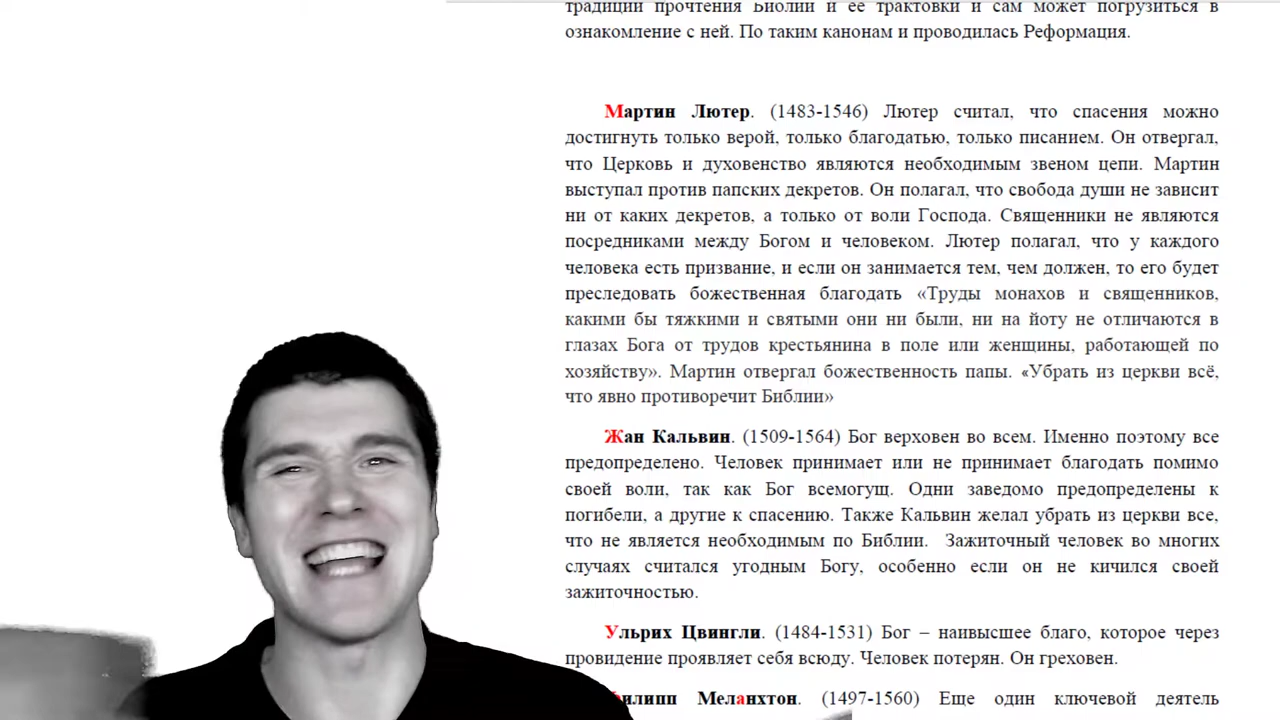 традиции прочтения Библии и ее трактовки и сам может погрузиться в
ознакомление с ней. По таким канонам и проводилась Реформация.
Мартин Лютер. (1483-1546) Лютер считал, что спасения можно
достигнуть только верой, только благодатью, только писанием. Он отвергал,
что Церковь и духовенство являются необходимым звеном цепи. Мартин
выступал против папских декретов. Он полагал, что свобода души не зависит
ни от каких декретов, а только от воли Господа. Священники не являются
посредниками между Богом и человеком. Лютер полагал, что у каждого
человека есть призвание, и если он занимается тем, чем должен, то его будет
преследовать божественная благодать «Труды монахов и священников,
какими бы тяжкими и святыми они ни были, ни на йоту не отличаются в
глазах Бога от трудов крестьянина в поле или женщины, работающей по
хозяйству». Мартин отвергал божественность папы. «Убрать из церкви всё,
что явно противоречит Библии»
Жан Кальвин. (1509-1564) Бог верховен во всем. Именно поэтому все
предопределено. Человек принимает или не принимает благодать помимо
своей воли, так как Бог всемогущ. Одни заведомо предопределены к
погибели, а другие к спасению. Также Кальвин желал убрать из церкви все,
что не является необходимым по Библии. Зажиточный человек во многих
случаях считался угодным Богу, особенно если он не кичился своей
зажиточностью.
Ульрих Цвингли. (1484-1531) Бог – наивысшее благо, которое через
провидение проявляет себя всюду. Человек потерян. Он греховен.
Филипп Меланхтон. (1497-1560) Еще один ключевой деятель